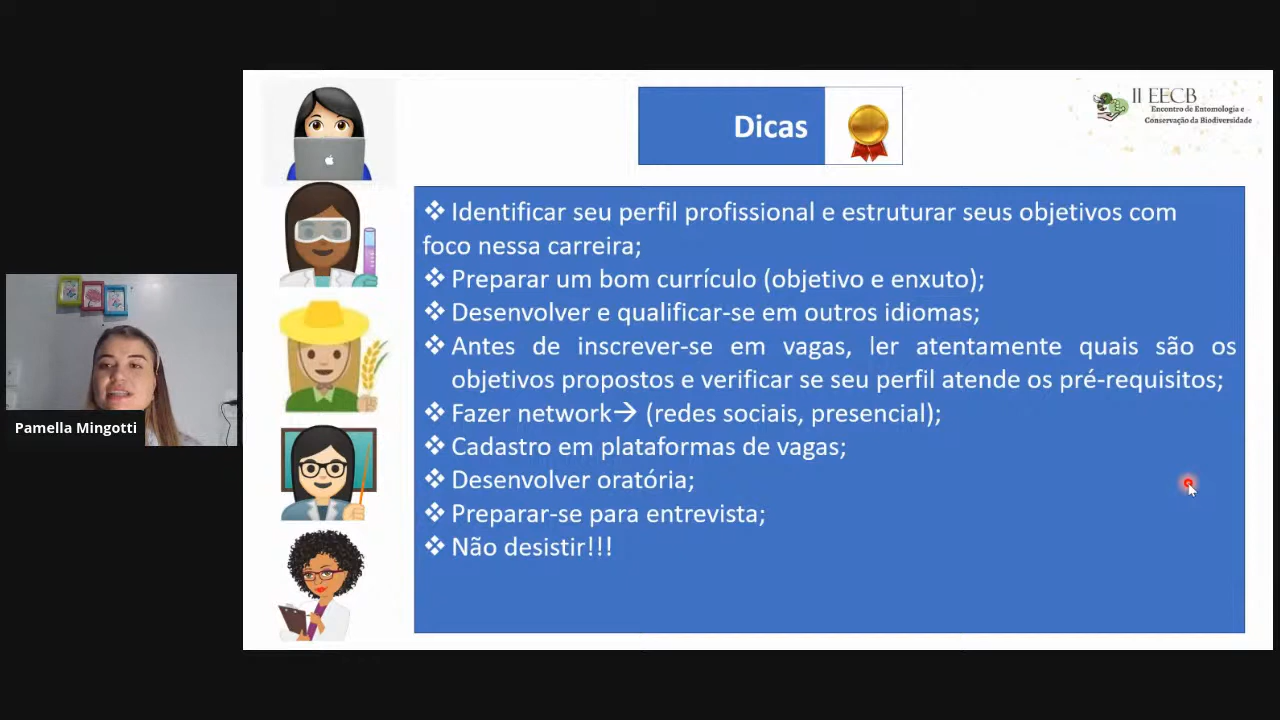 Dicas
II EECB
Encontro de Entomologia e
Conservação da Biodiversidade
❖ Identificar seu perfil profissional e estruturar seus objetivos com
foco nessa carreira;
❖ Preparar um bom currículo (objetivo e enxuto);
❖ Desenvolver e qualificar-se em outros idiomas;
❖ Antes de inscrever-se em vagas, ler atentamente quais são os
objetivos propostos e verificar se seu perfil atende os pré-requisitos;
❖ Fazer network→ (redes sociais, presencial);
❖ Cadastro em plataformas de vagas;
❖ Desenvolver oratória;
❖ Preparar-se para entrevista;
❖ Não desistir!!!
Pamella Mingotti